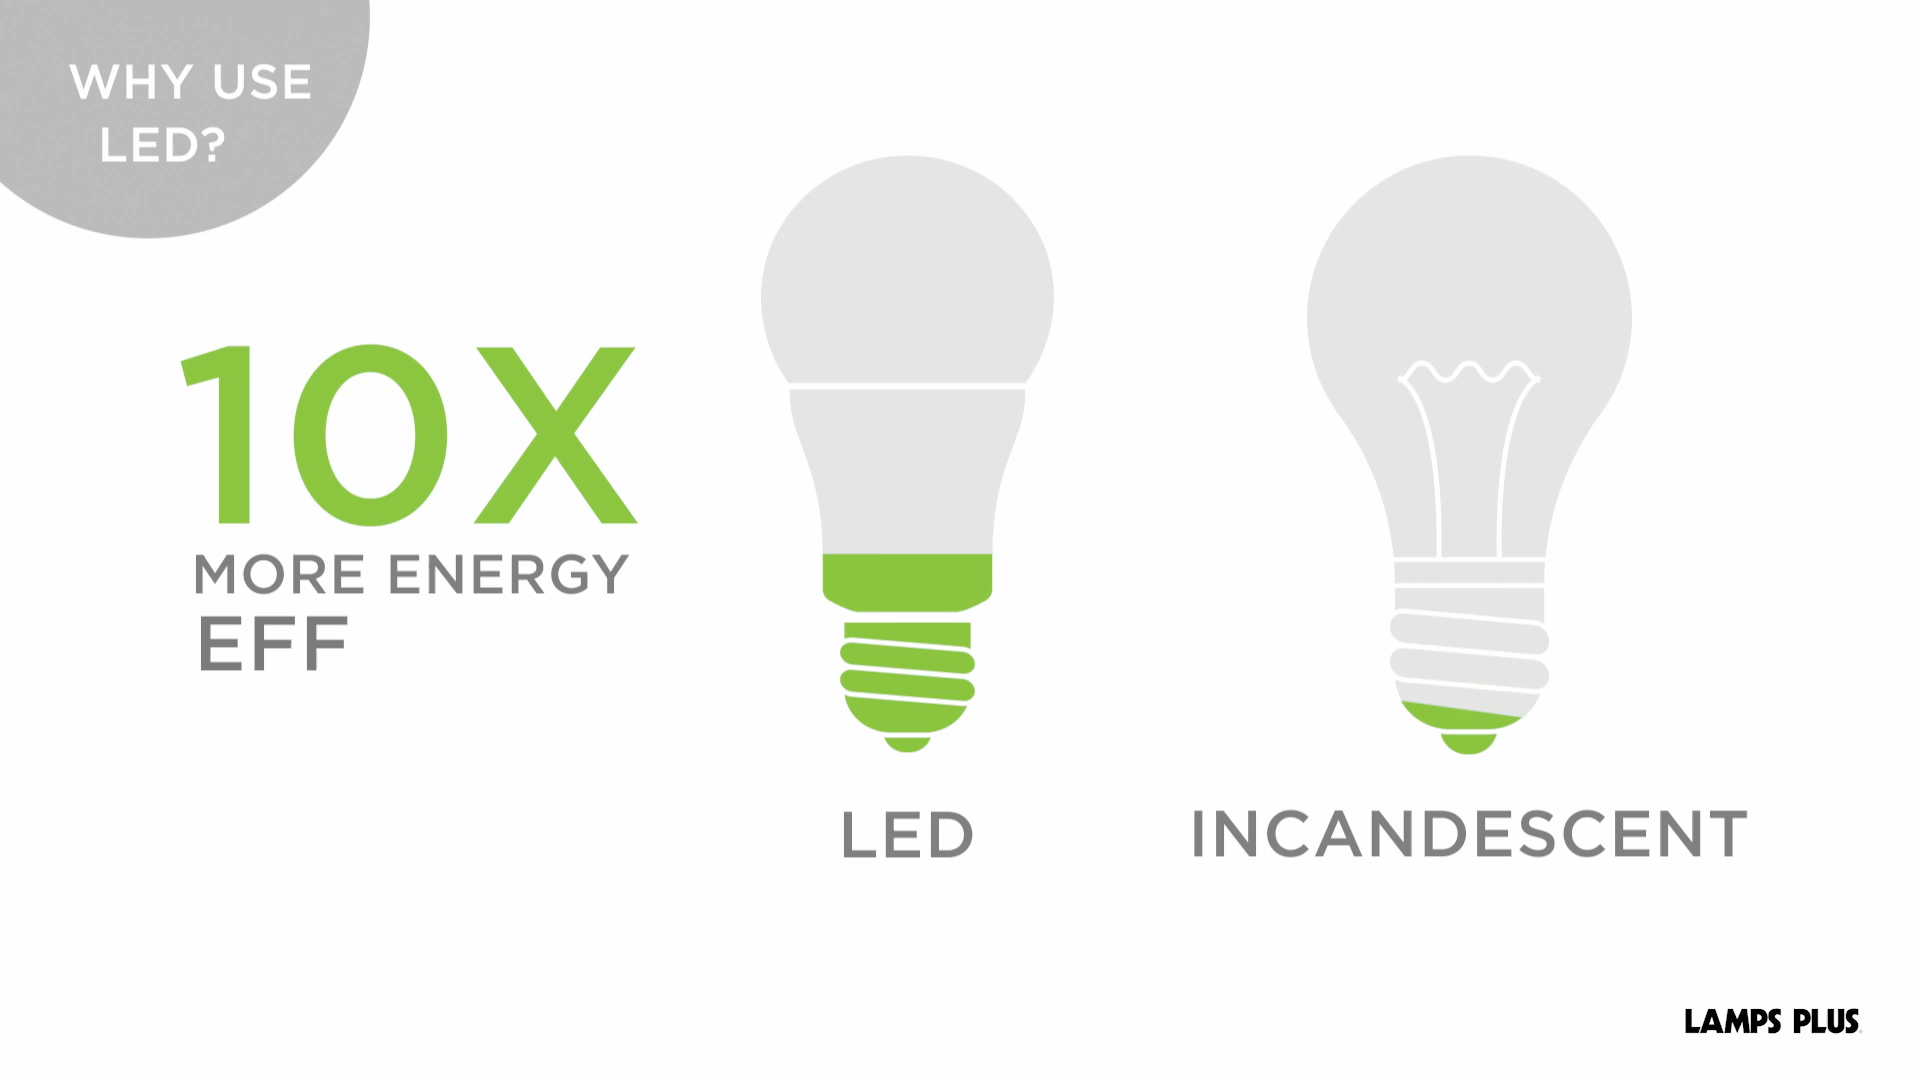 WHY USE
LED?
10X
MORE ENERGY
EFF
LED
INCANDESCENT
LAMPS PLUS